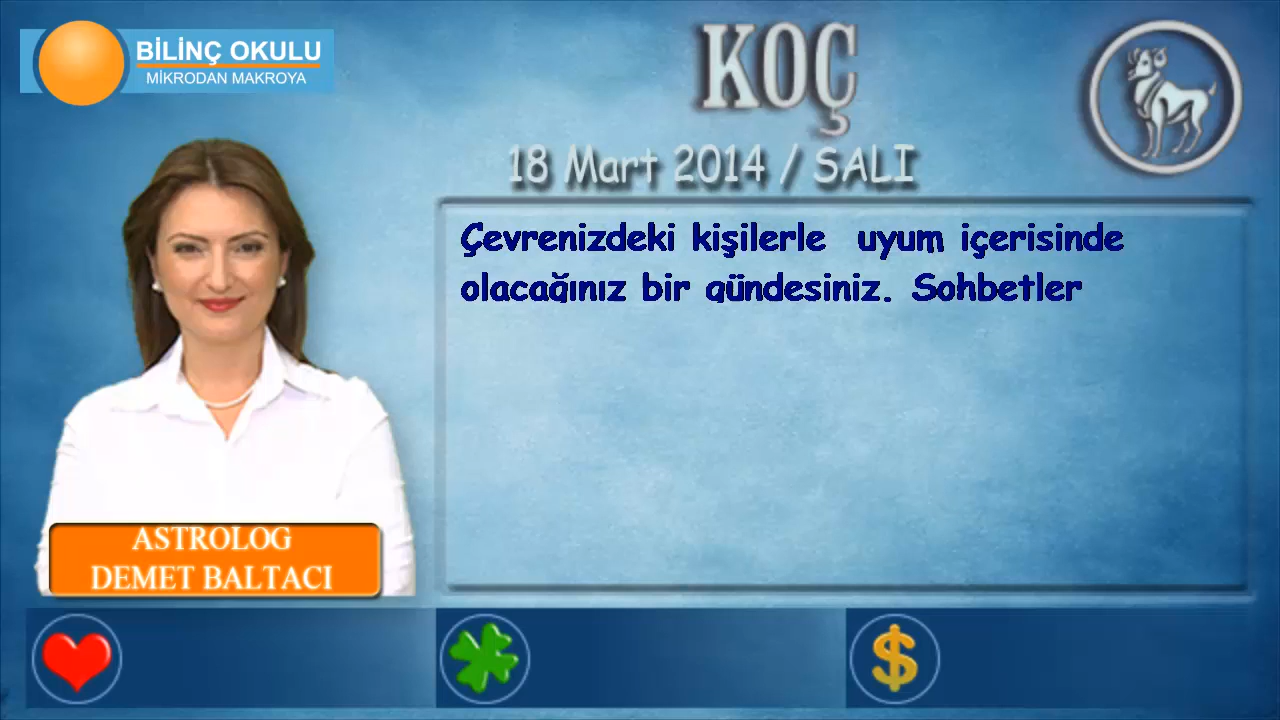 BİLİNÇ OKULU
MİKRODAN MAKROYA
KOÇ
18 Mart 2014 / SALI
Çevrenizdeki kişilerle uyum içerisinde
olacağınız bir gündesiniz. Sohbetler
ASTROLOG
DEMET BALTACI